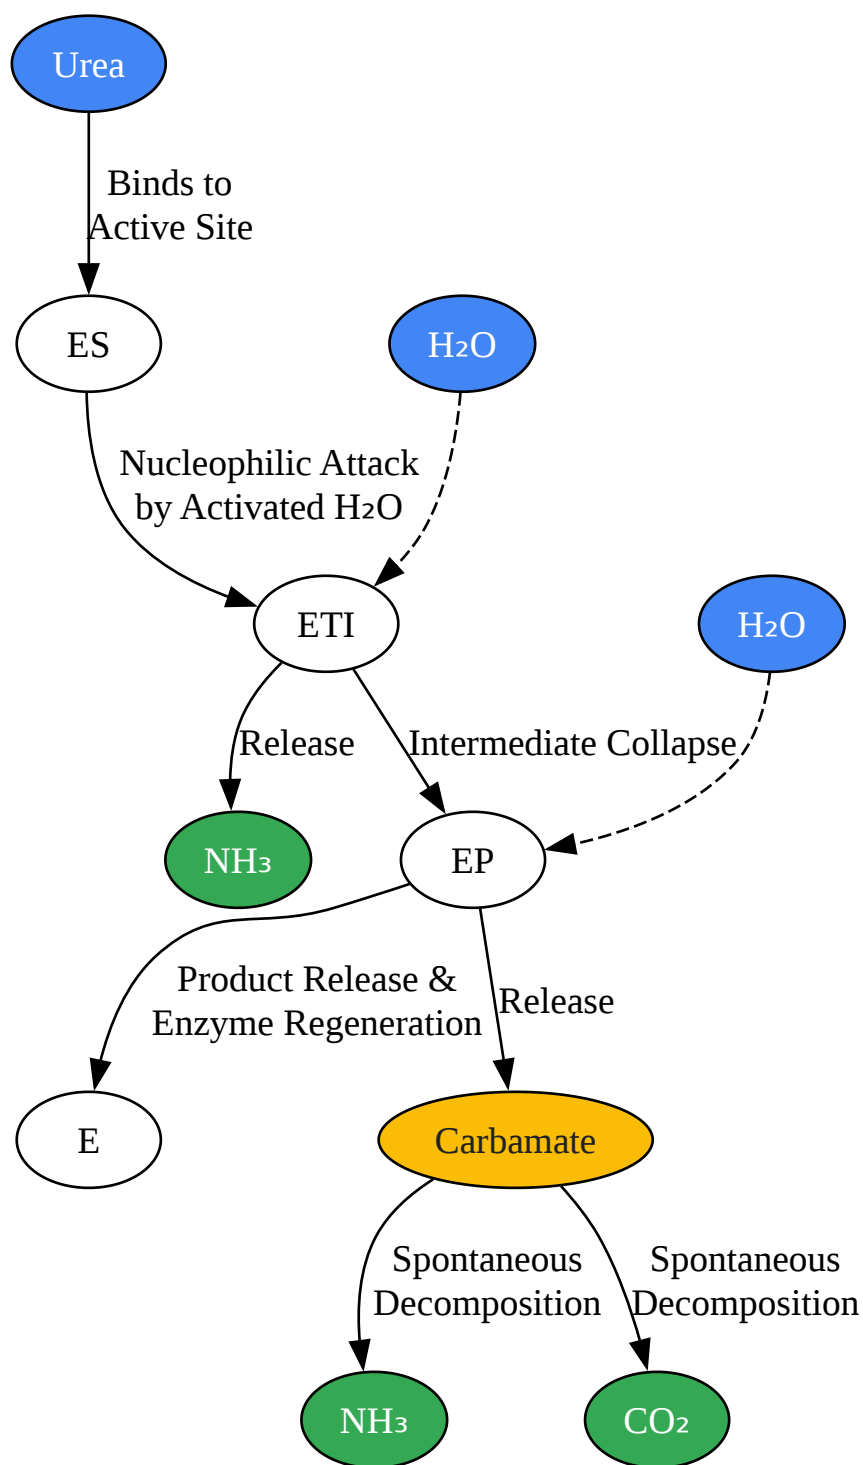 Urea
Binds to
Active Site
ES
H₂O
Nucleophilic Attack
by Activated H₂O
ETI
H₂O
Release
Intermediate Collapse
NH₃
EP
Product Release &
Enzyme Regeneration
Release
E
Carbamate
Spontaneous
Decomposition
Spontaneous
Decomposition
NH₃
CO₂